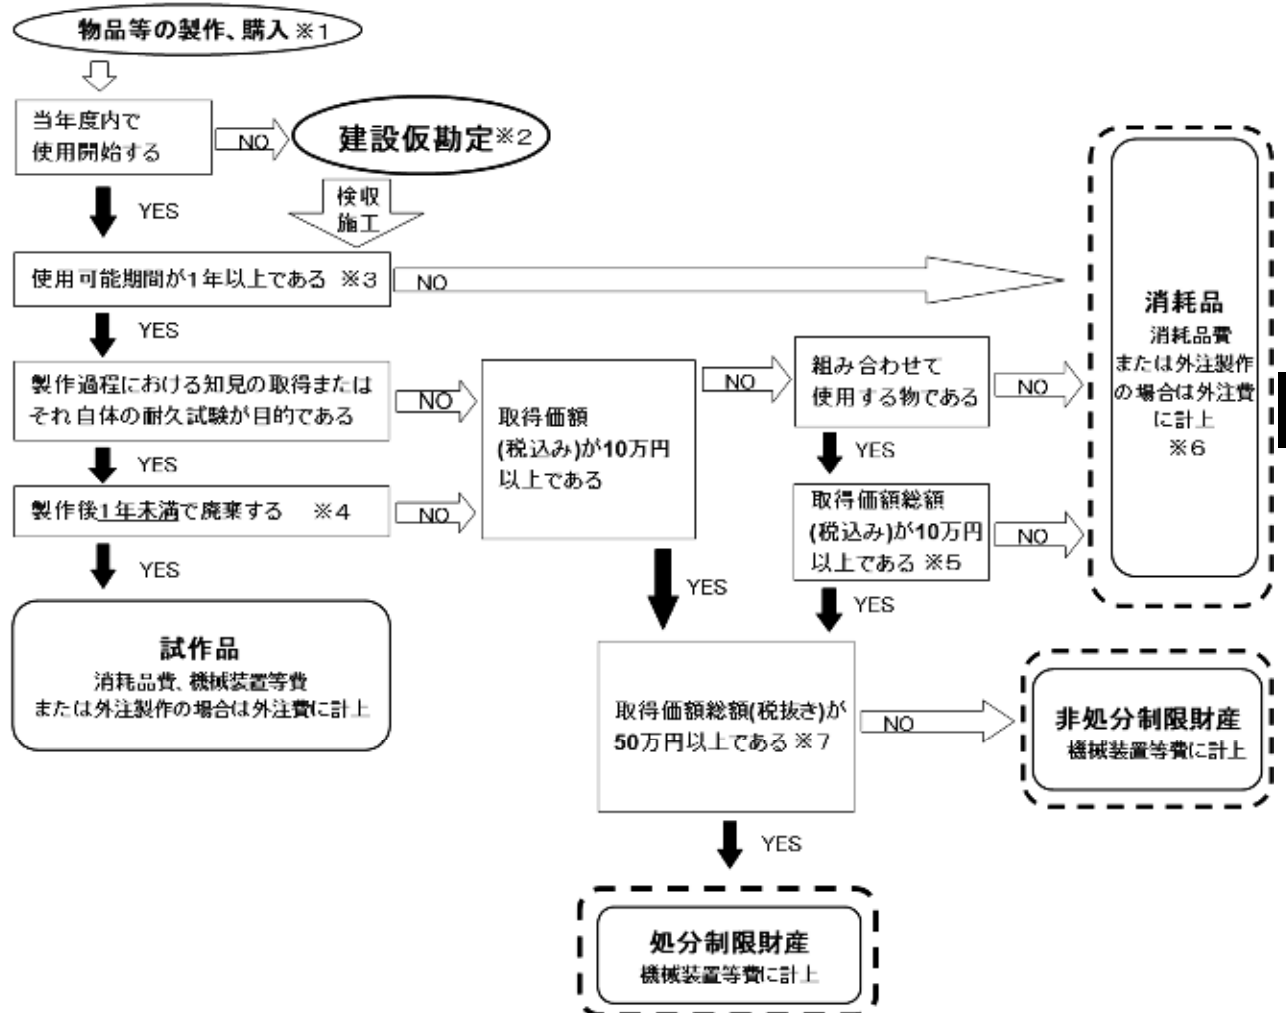 物品等の製作、購入 ※1
当年度内で
使用開始する
NO
建設仮勘定※2
YES
検収
施工
使用可能期間が1年以上である ※3
NO
YES
製作過程における知見の取得または
それ自体の耐久試験が目的である
NO
YES
製作後1年未満で廃棄する ※4
NO
YES
試作品
消耗品費、機械装置等費
または外注製作の場合は外注費に計上
取得価額
(税込み)が10万円
以上である
NO
YES
組み合わせて
使用する物である
NO
YES
取得価額総額
(税込み)が10万円
以上である ※5
NO
YES
消耗品
消耗品費
または外注製作
の場合は外注費
に計上
※6
取得価額総額(税抜き)が
50万円以上である ※7
NO
YES
非処分制限財産
機械装置等費に計上
処分制限財産
機械装置等費に計上